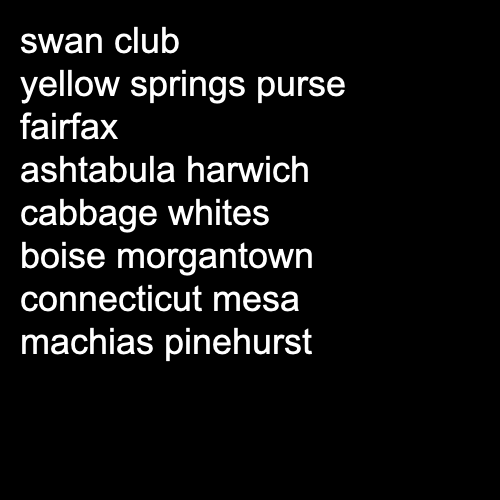 swan club
yellow springs purse
fairfax
ashtabula harwich
cabbage whites
boise morgantown
connecticut mesa
machias pinehurst